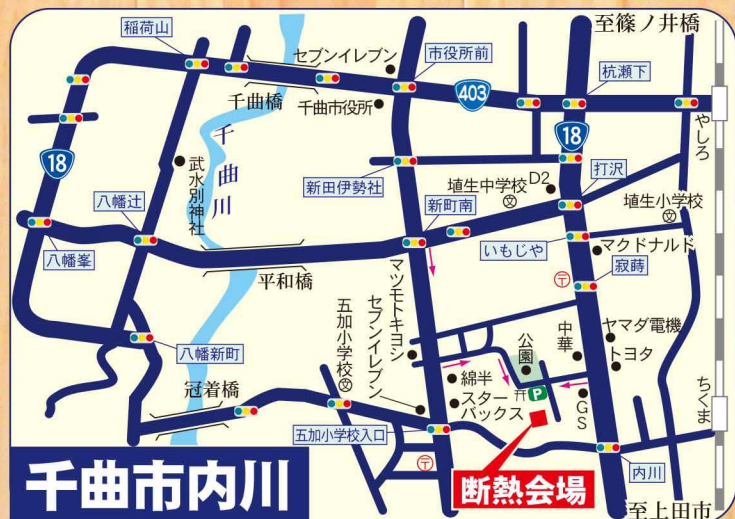 至篠ノ井橋
稲荷山
セブンイレブン
市役所前
杭瀬下
千曲橋
千曲市役所
403
18
やしろ
千曲川
18
武水別神社
新田伊勢社
埴生中学校
文
D2
打沢
八幡辻
新町南
埴生小学校
文
八幡峯
平和橋
いもじや
マクドナルド
寂蒔
〒
マツモトキヨシ
セブンイレブン
五加小学校
文
公園
中華
ヤマダ電機
トヨタ
八幡新町
綿半
スター
バックス
P
GS
ちくま
冠着橋
五加小学校入口
〒
内川
千曲市内川
断熱会場
至上田市